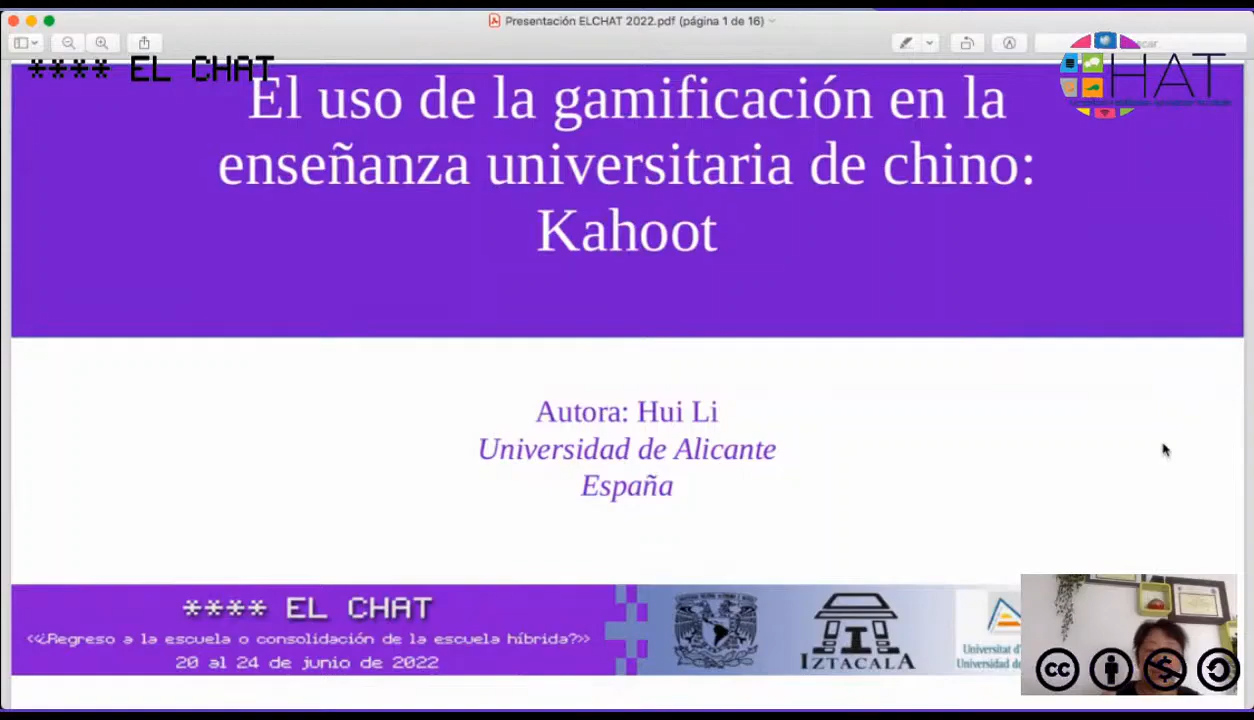 Presentación ELCHAT 2022.pdf (página 1 de 16)
**** EL CHAT
HAT
El uso de la gamificación en la
enseñanza universitaria de chino:
Kahoot
Autora: Hui Li
Universidad de Alicante
España
**** EL CHAT
<<¿Regreso a la escuela o consolidación de la escuela híbrida?>>
20 al 24 de junio de 2022
IZTACALA
Universitat d'
Universidad de
cc